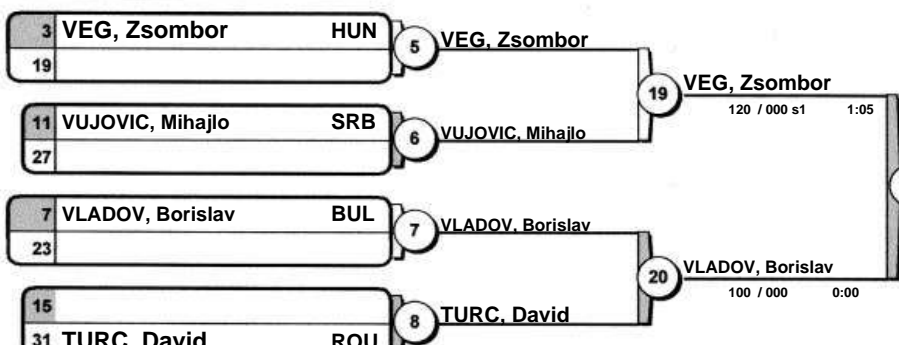 3 VEG, Zsombor HUN
19
5 VEG, Zsombor
11 VUJOVIC, Mihajlo SRB
27
6 VUJOVIC, Mihajlo
19 VEG, Zsombor
120 / 000 s1 1:05
7 VLADOV, Borislav BUL
23
7 VLADOV, Borislav
15
31 TURC, David ROU
8 TURC, David
20 VLADOV, Borislav
100 / 000 0:00